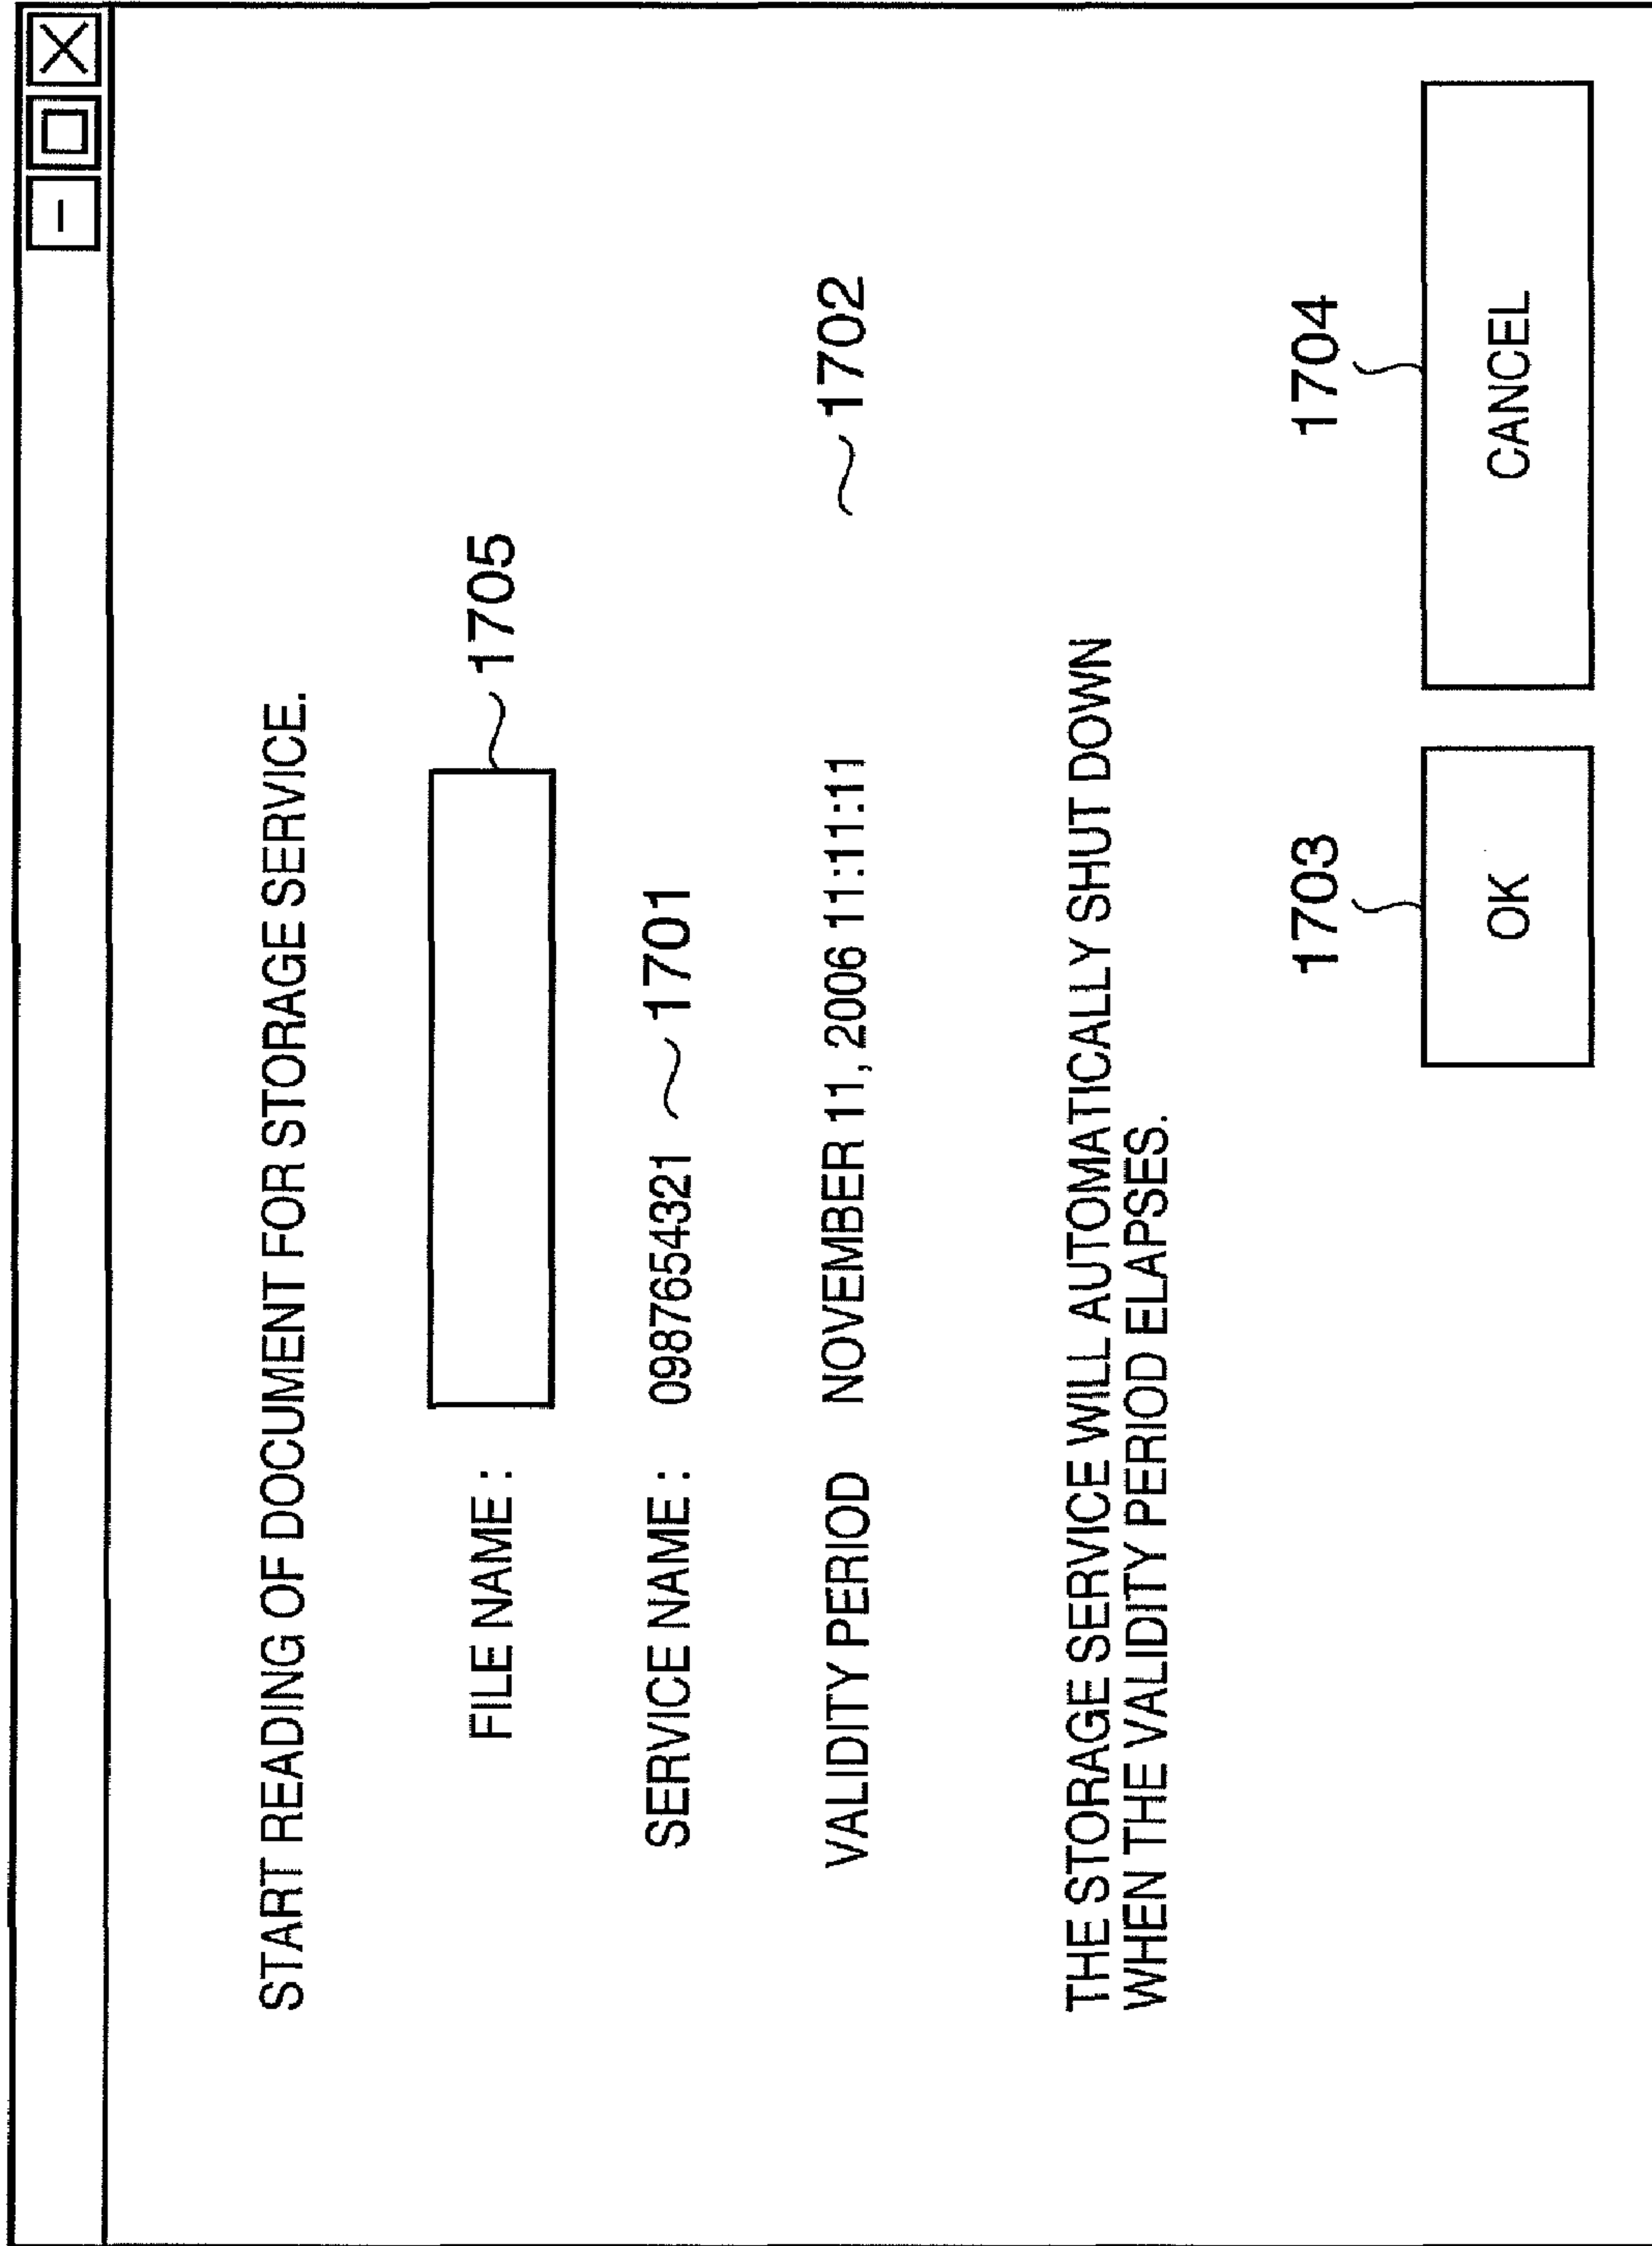 START READING OF DOCUMENT FOR STORAGE SERVICE.
FILE NAME : 1705
SERVICE NAME : 0987654321 1701
VALIDITY PERIOD NOVEMBER 11, 2006 11:11:11 1702
THE STORAGE SERVICE WILL AUTOMATICALLY SHUT DOWN
WHEN THE VALIDITY PERIOD ELAPSES.
1703 1704
OK CANCEL